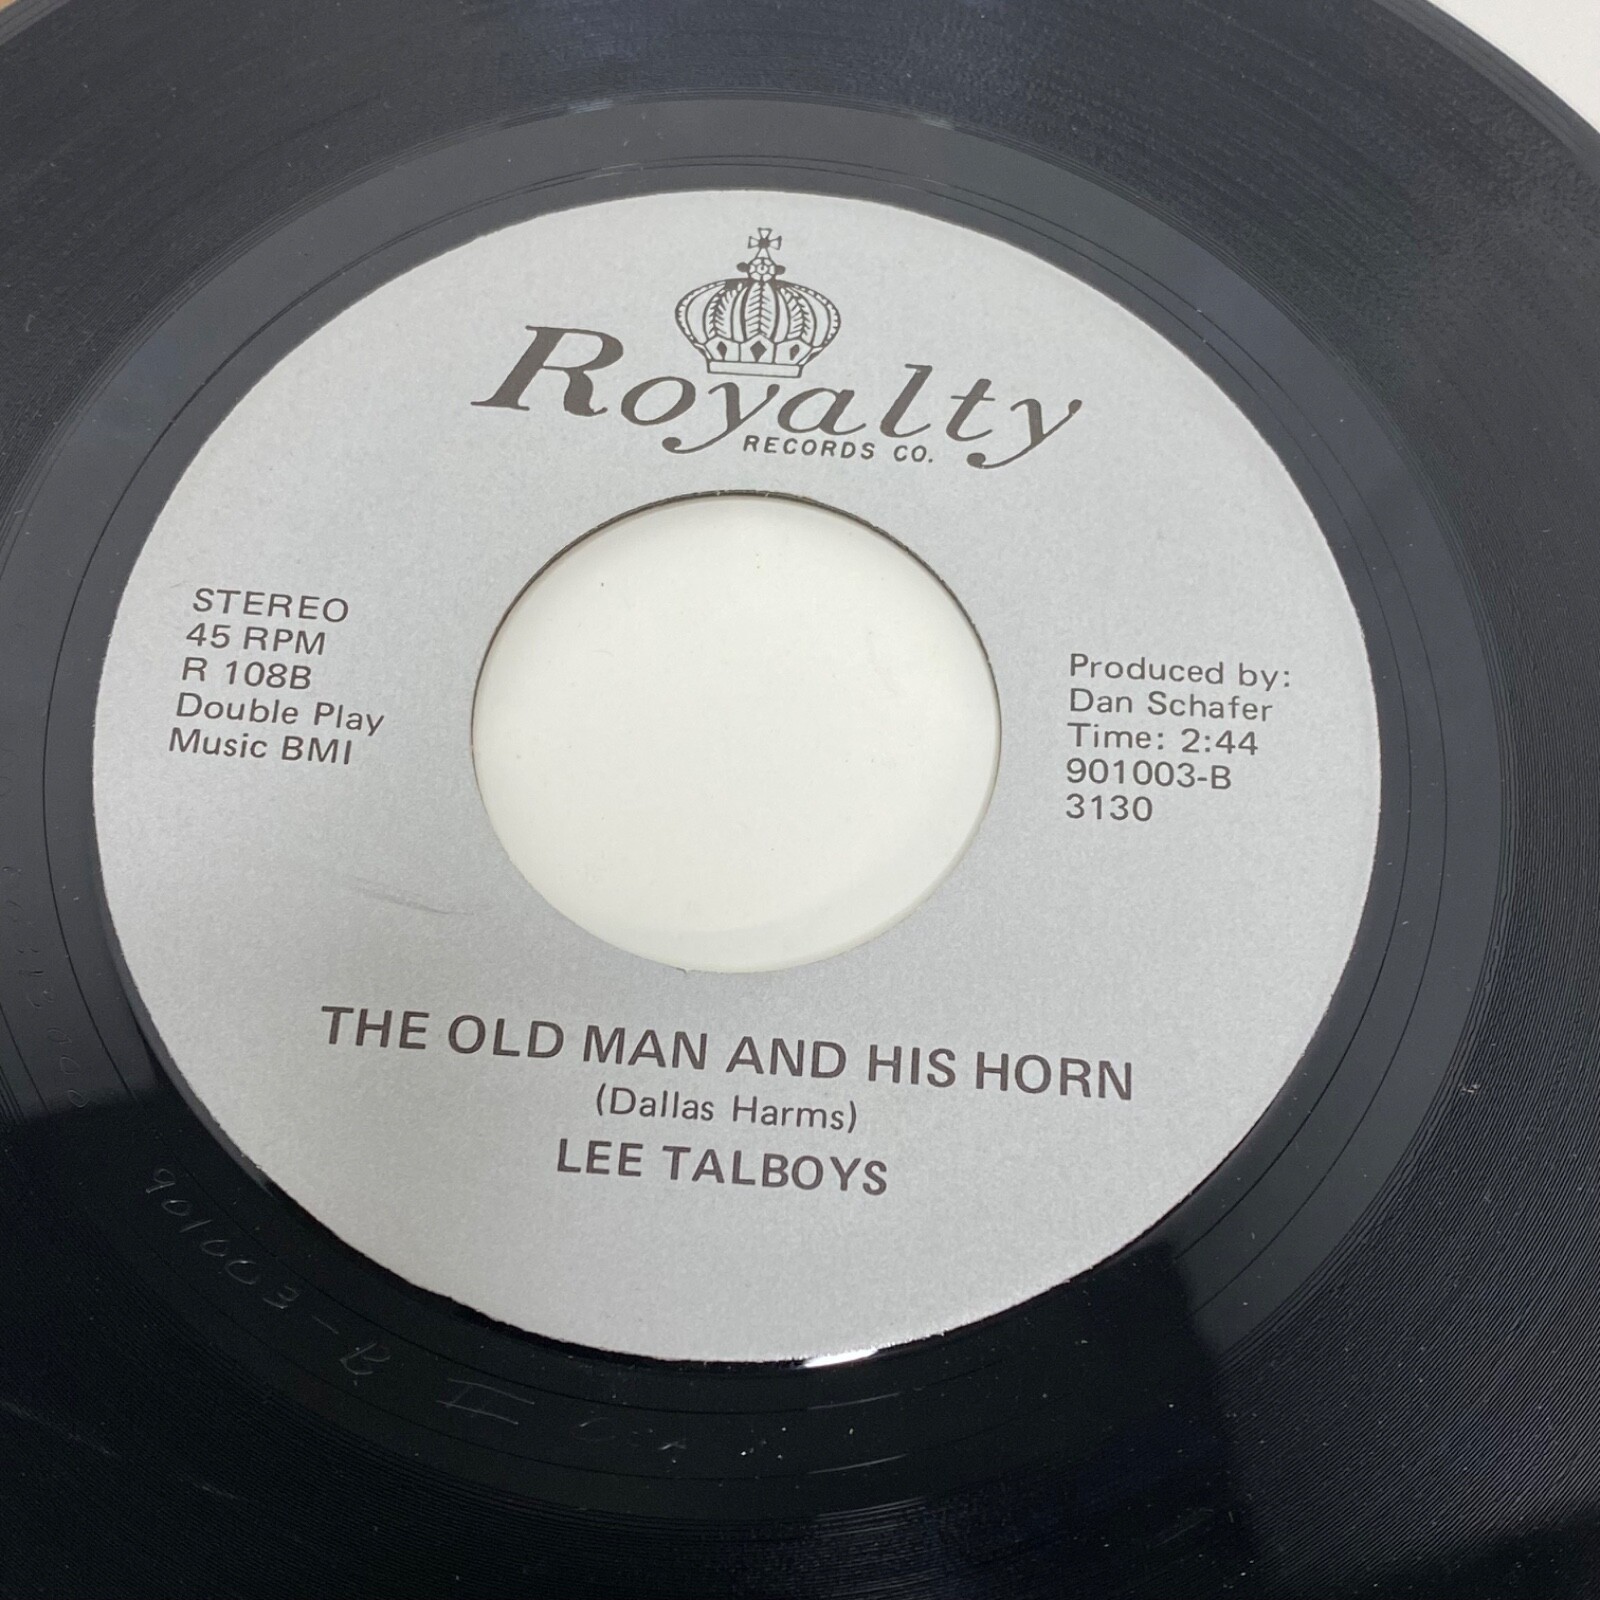 Royalty
RECORDS CO.
STEREO
45 RPM
R 108B
Double Play
Music BMI
Produced by:
Dan Schafer
Time: 2:44
901003-B
3130
THE OLD MAN AND HIS HORN
(Dallas Harms)
LEE TALBOYS
901003-B